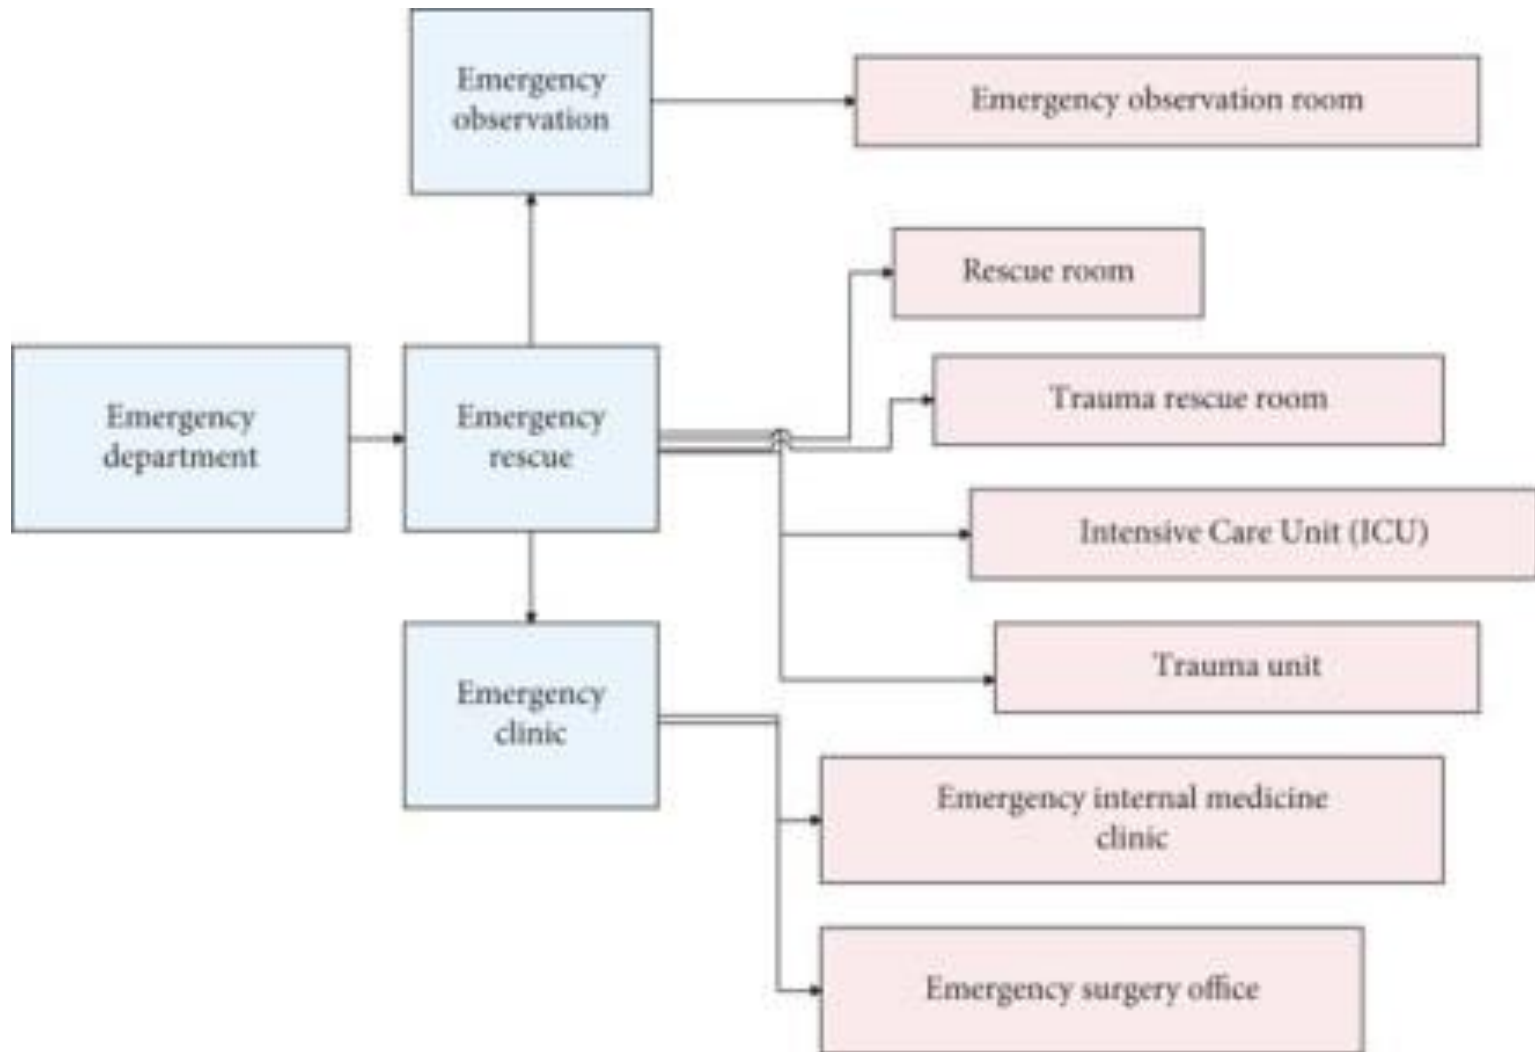 Emergency
observation
Emergency observation room
Rescue room
Emergency
department
Emergency
rescue
Trauma rescue room
Intensive Care Unit (ICU)
Trauma unit
Emergency
clinic
Emergency internal medicine
clinic
Emergency surgery office